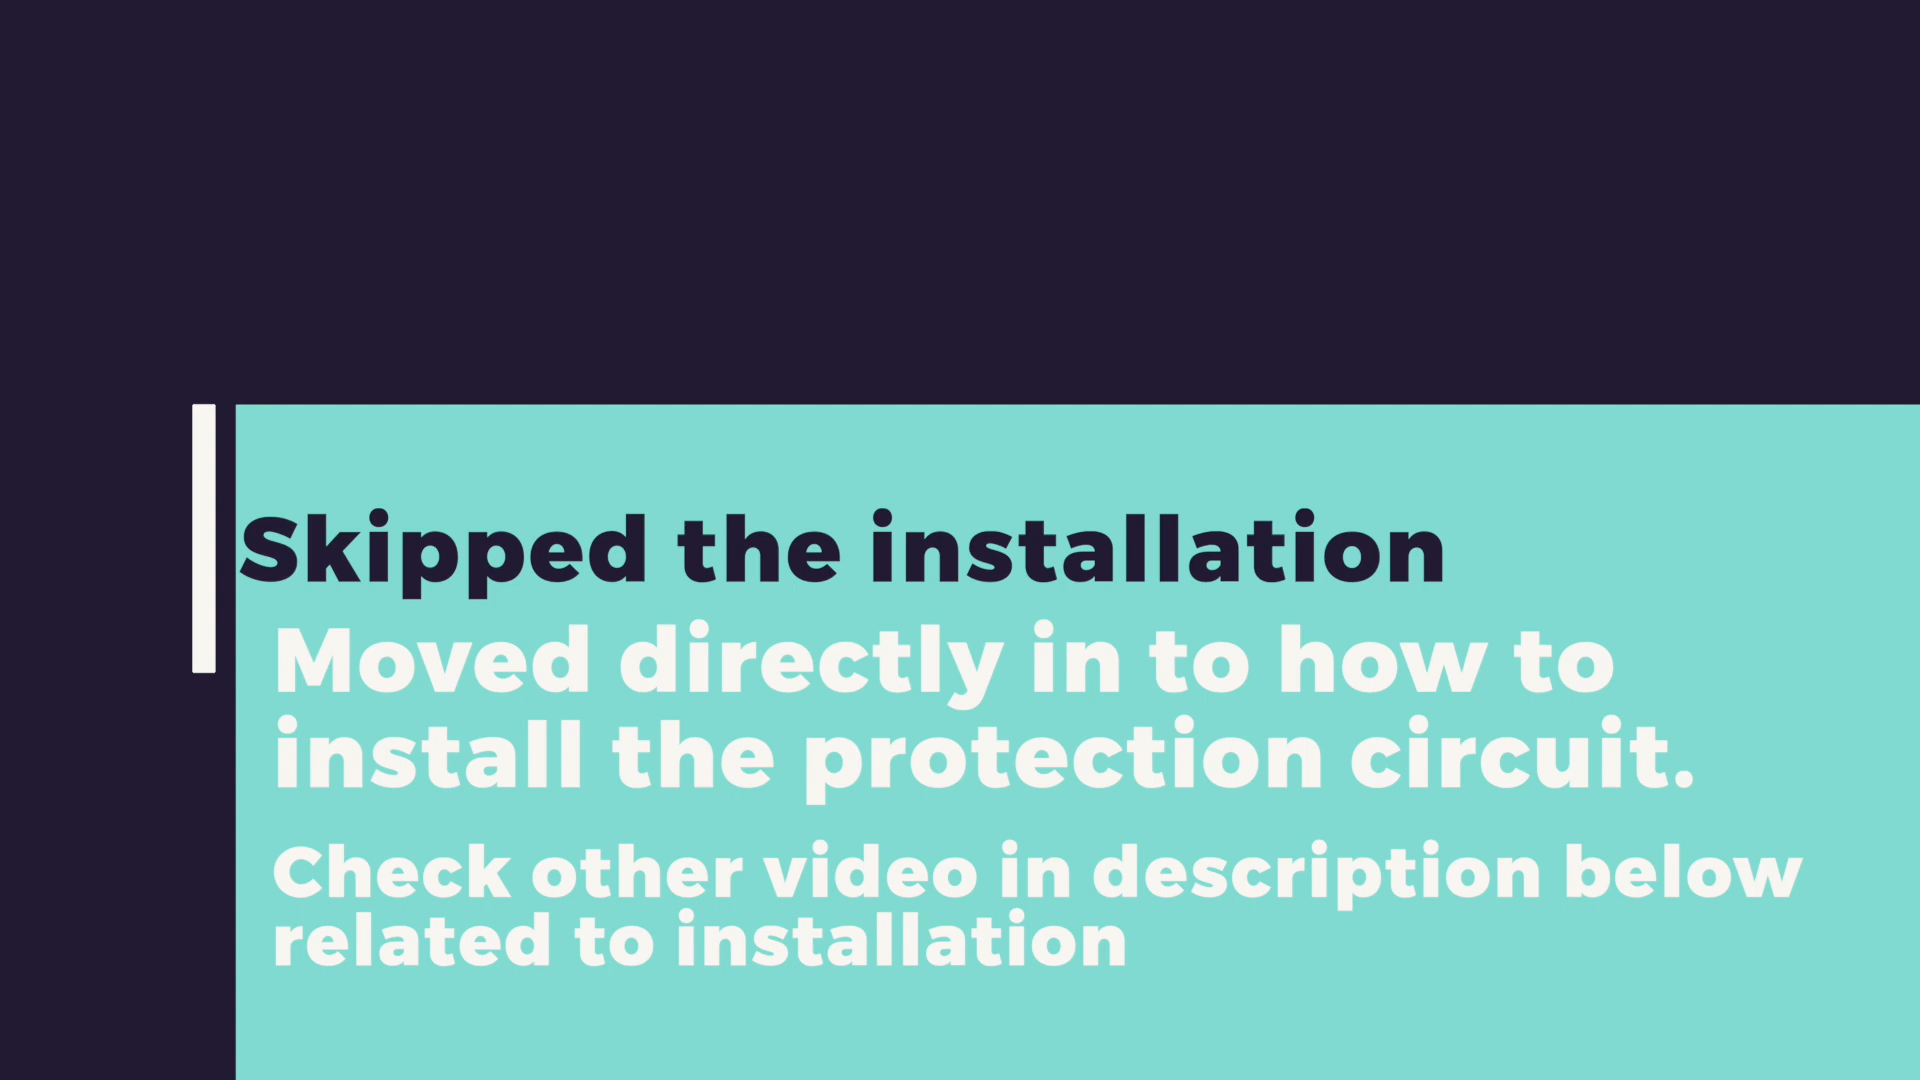 Skipped the installation
Moved directly in to how to
install the protection circuit.
Check other video in description below
related to installation